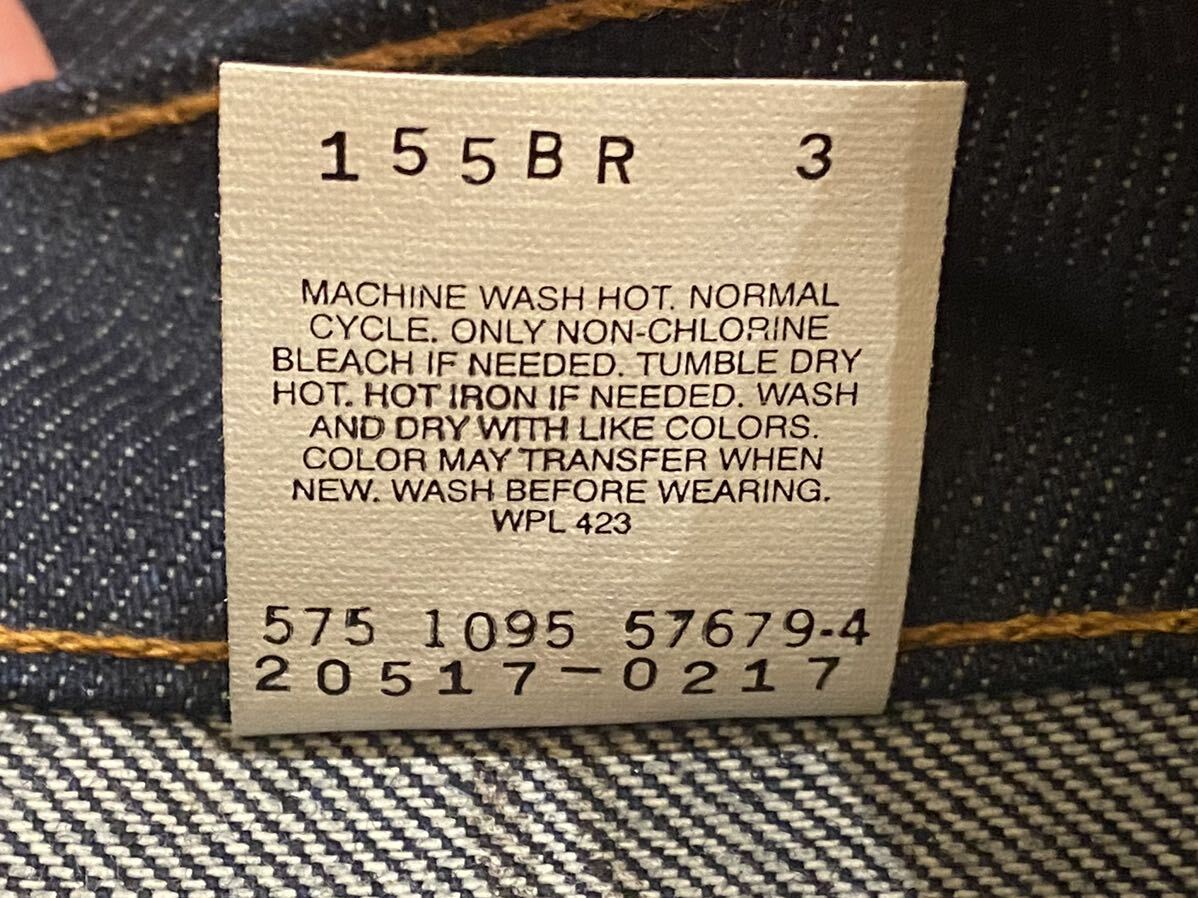 155BR 3
MACHINE WASH HOT. NORMAL
CYCLE. ONLY NON-CHLORINE
BLEACH IF NEEDED. TUMBLE DRY
HOT. HOT IRON IF NEEDED. WASH
AND DRY WITH LIKE COLORS.
COLOR MAY TRANSFER WHEN
NEW. WASH BEFORE WEARING.
WPL 423
575 1095 57679-4
20517-0217